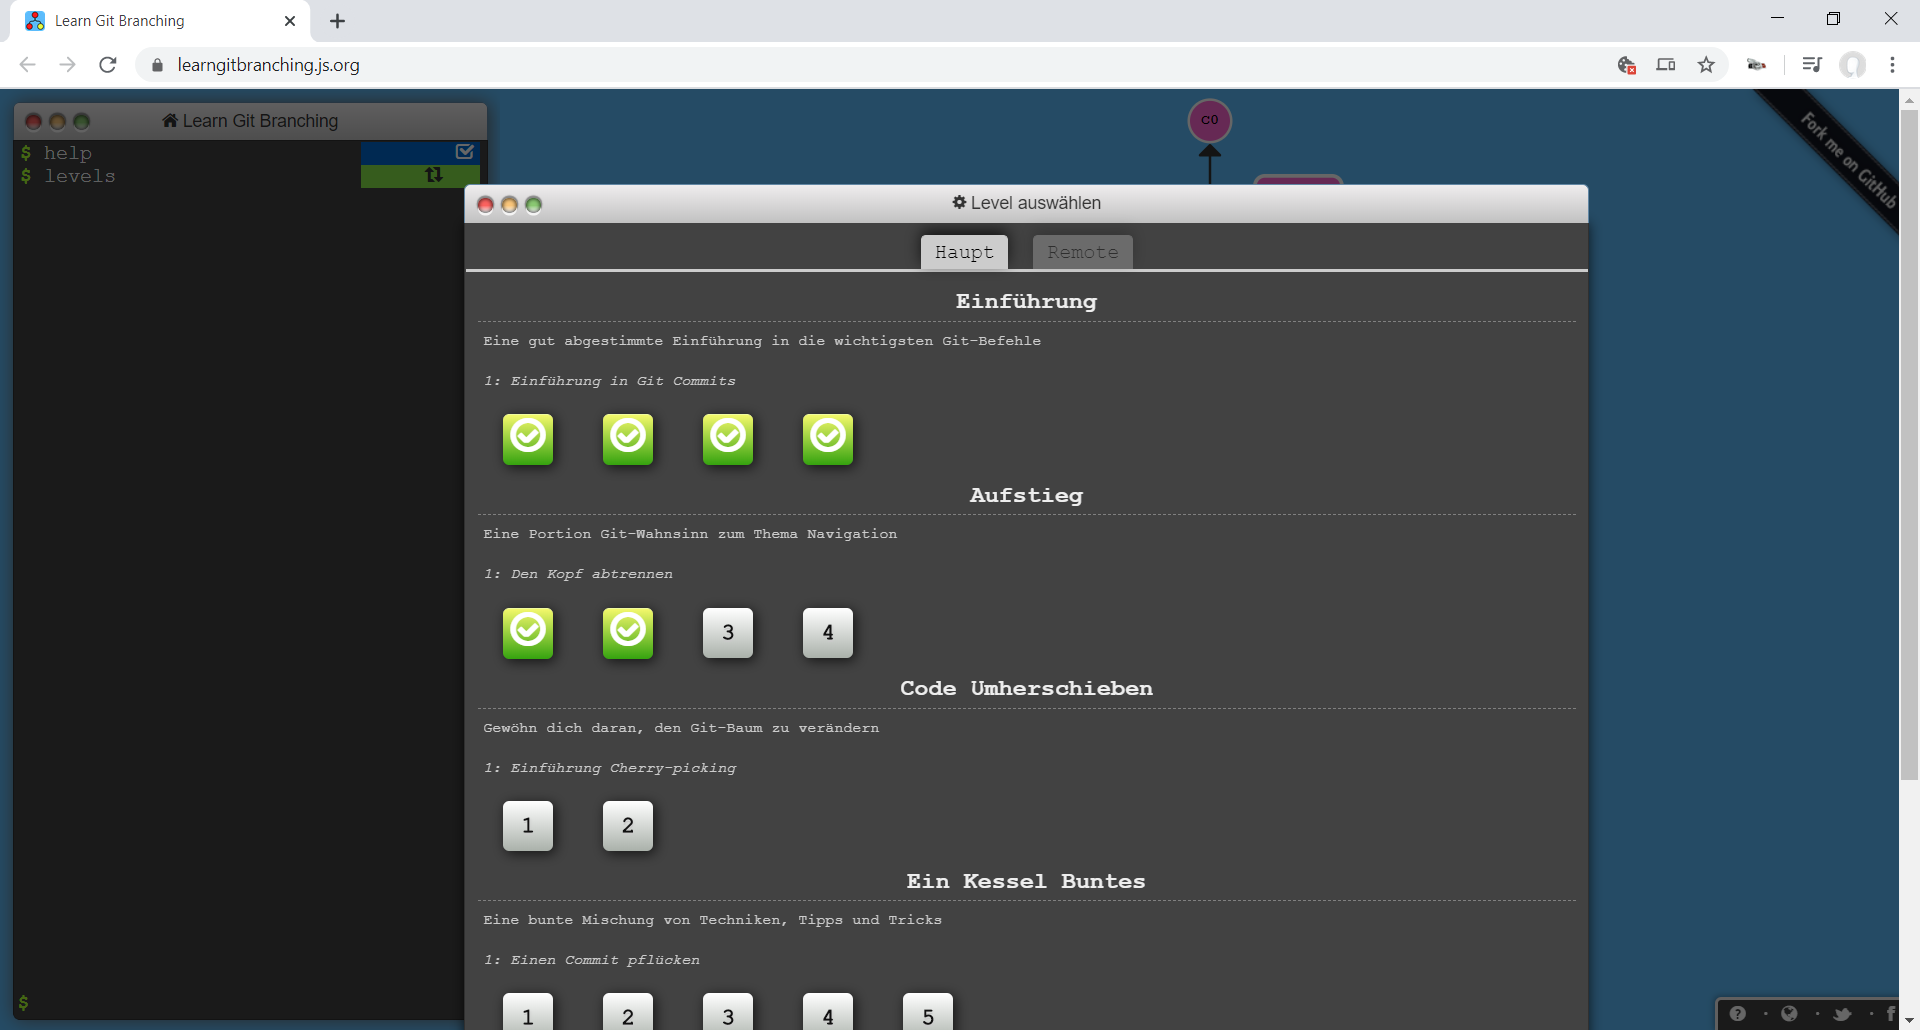 Learn Git Branching
learngitbranching.js.org
Learn Git Branching
$ help
$ levels
$
C0
Fork me on GitHub
Level auswählen
Haupt Remote
Einführung
Eine gut abgestimmte Einführung in die wichtigsten Git-Befehle
1: Einführung in Git Commits
Aufstieg
Eine Portion Git-Wahnsinn zum Thema Navigation
1: Den Kopf abtrennen
3 4
Code Umherschieben
Gewöhn dich daran, den Git-Baum zu verändern
1: Einführung Cherry-picking
1 2
Ein Kessel Buntes
Eine bunte Mischung von Techniken, Tipps und Tricks
1: Einen Commit pflücken
1 2 3 4 5